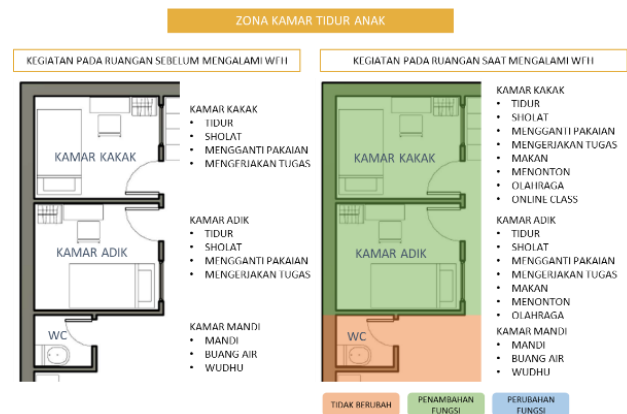 ZONA KAMAR TIDUR ANAK
KEGIATAN PADA RUANGAN SEBELUM MENGALAMI WFH
KEGIATAN PADA RUANGAN SAAT MENGALAMI WFH
KAMAR KAKAK
KAMAR KAKAK
• TIDUR
• SHOLAT
• MENGGANTI PAKAIAN
• MENGERJAKAN TUGAS
KAMAR ADIK
KAMAR ADIK
• TIDUR
• SHOLAT
• MENGGANTI PAKAIAN
• MENGERJAKAN TUGAS
WC
KAMAR MANDI
• MANDI
• BUANG AIR
• WUDHU
KAMAR KAKAK
KAMAR KAKAK
• TIDUR
• SHOLAT
• MENGGANTI PAKAIAN
• MENGERJAKAN TUGAS
• MAKAN
• MENONTON
• OLAHRAGA
• ONLINE CLASS
KAMAR ADIK
KAMAR ADIK
• TIDUR
• SHOLAT
• MENGGANTI PAKAIAN
• MENGERJAKAN TUGAS
• MAKAN
• MENONTON
• OLAHRAGA
WC
KAMAR MANDI
• MANDI
• BUANG AIR
• WUDHU
TIDAK BERUBAH
PENAMBAHAN
FUNGSI
PERUBAHAN
FUNGSI